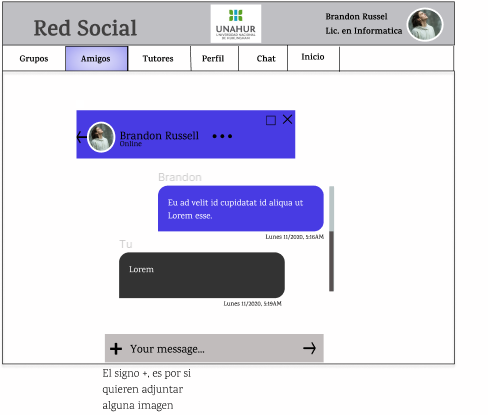 Red Social
UNAHUR
UNIVERSIDAD NACIONAL
DE HURLINGHAM
Brandon Russel
Lic. en Informatica
Grupos
Amigos
Tutores
Perfil
Chat
Inicio
Brandon Russell
Online
Brandon
Eu ad velit id cupidatat id aliqua ut
Lorem esse.
Lunes 11/2020, 5:16AM
Tu
Lorem
Lunes 11/2020, 5:19AM
+ Your message...
El signo +, es por si
quieren adjuntar
alguna imagen